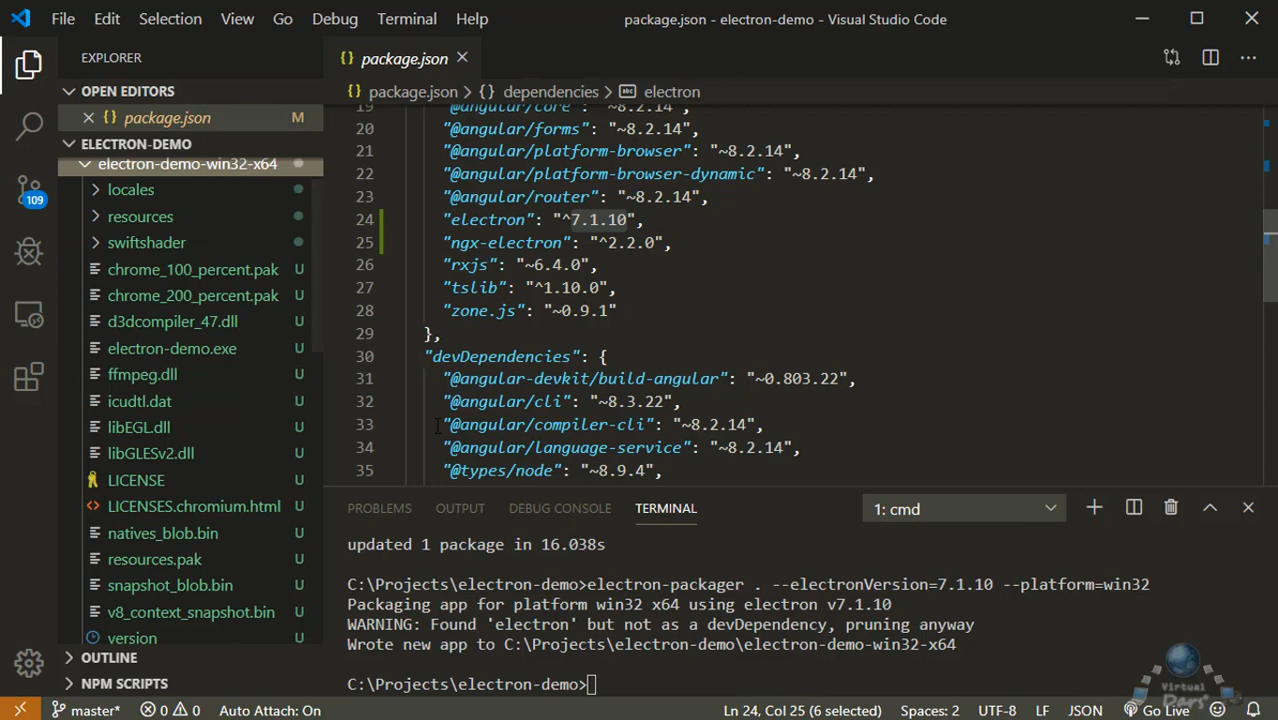 File Edit Selection View Go Debug Terminal Help package.json - electron-demo - Visual Studio Code
EXPLORER
OPEN EDITORS
package.json M
ELECTRON-DEMO
electron-demo-win32-x64
locales
resources
swiftshader
chrome_100_percent.pak U
chrome_200_percent.pak U
d3dcompiler_47.dll U
electron-demo.exe U
ffmpeg.dll U
icudtl.dat U
libEGL.dll U
libGLESv2.dll U
LICENSE U
LICENSES.chromium.html U
natives_blob.bin U
resources.pak U
snapshot_blob.bin U
v8_context_snapshot.bin U
version U
OUTLINE
NPM SCRIPTS
109
{} package.json
{} package.json > {} dependencies > electron
19 "@angular/core": "~8.2.14",
20 "@angular/forms": "~8.2.14",
21 "@angular/platform-browser": "~8.2.14",
22 "@angular/platform-browser-dynamic": "~8.2.14",
23 "@angular/router": "~8.2.14",
24 "electron": "^7.1.10",
25 "ngx-electron": "^2.2.0",
26 "rxjs": "~6.4.0",
27 "tslib": "^1.10.0",
28 "zone.js": "~0.9.1"
29 },
30 "devDependencies": {
31 "@angular-devkit/build-angular": "~0.803.22",
32 "@angular/cli": "~8.3.22",
33 "@angular/compiler-cli": "~8.2.14",
34 "@angular/language-service": "~8.2.14",
35 "@types/node": "~8.9.4",
PROBLEMS OUTPUT DEBUG CONSOLE TERMINAL 1: cmd
updated 1 package in 16.038s
C:\Projects\electron-demo>electron-packager . --electronVersion=7.1.10 --platform=win32
Packaging app for platform win32 x64 using electron v7.1.10
WARNING: Found 'electron' but not as a devDependency, pruning anyway
Wrote new app to C:\Projects\electron-demo\electron-demo-win32-x64
C:\Projects\electron-demo>
Virtual
Pars
master* 0 0 Auto Attach: On Ln 24, Col 25 (6 selected) Spaces: 2 UTF-8 LF JSON Go Live